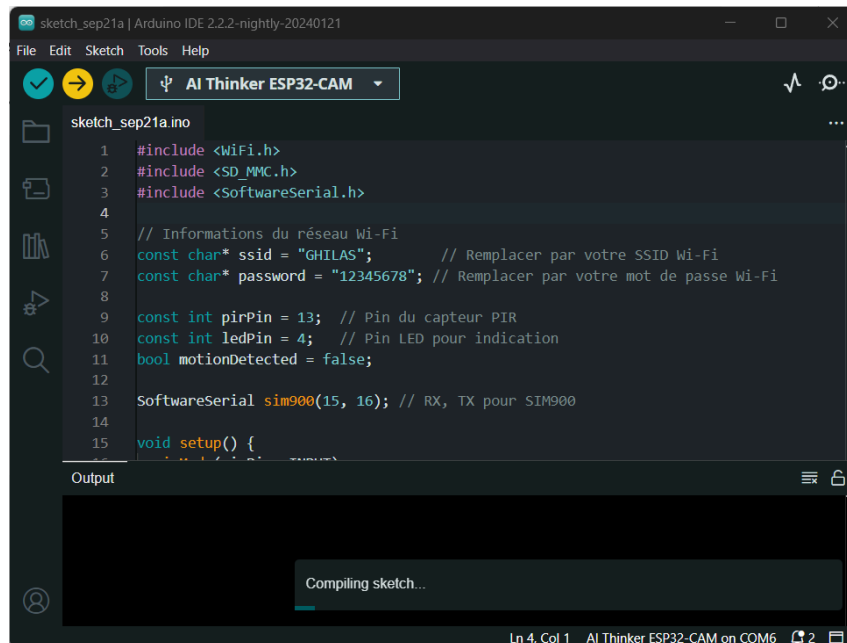 sketch_sep21a | Arduino IDE 2.2.2-nightly-20240121
File Edit Sketch Tools Help
AI Thinker ESP32-CAM
sketch_sep21a.ino
1 #include <WiFi.h>
2 #include <SD_MMC.h>
3 #include <SoftwareSerial.h>
4
5 // Informations du réseau Wi-Fi
6 const char* ssid = "GHILAS"; // Remplacer par votre SSID Wi-Fi
7 const char* password = "12345678"; // Remplacer par votre mot de passe Wi-Fi
8
9 const int pirPin = 13; // Pin du capteur PIR
10 const int ledPin = 4; // Pin LED pour indication
11 bool motionDetected = false;
12
13 SoftwareSerial sim900(15, 16); // RX, TX pour SIM900
14
15 void setup() {
Output
Compiling sketch...
Ln 4, Col 1 AI Thinker ESP32-CAM on COM6 2